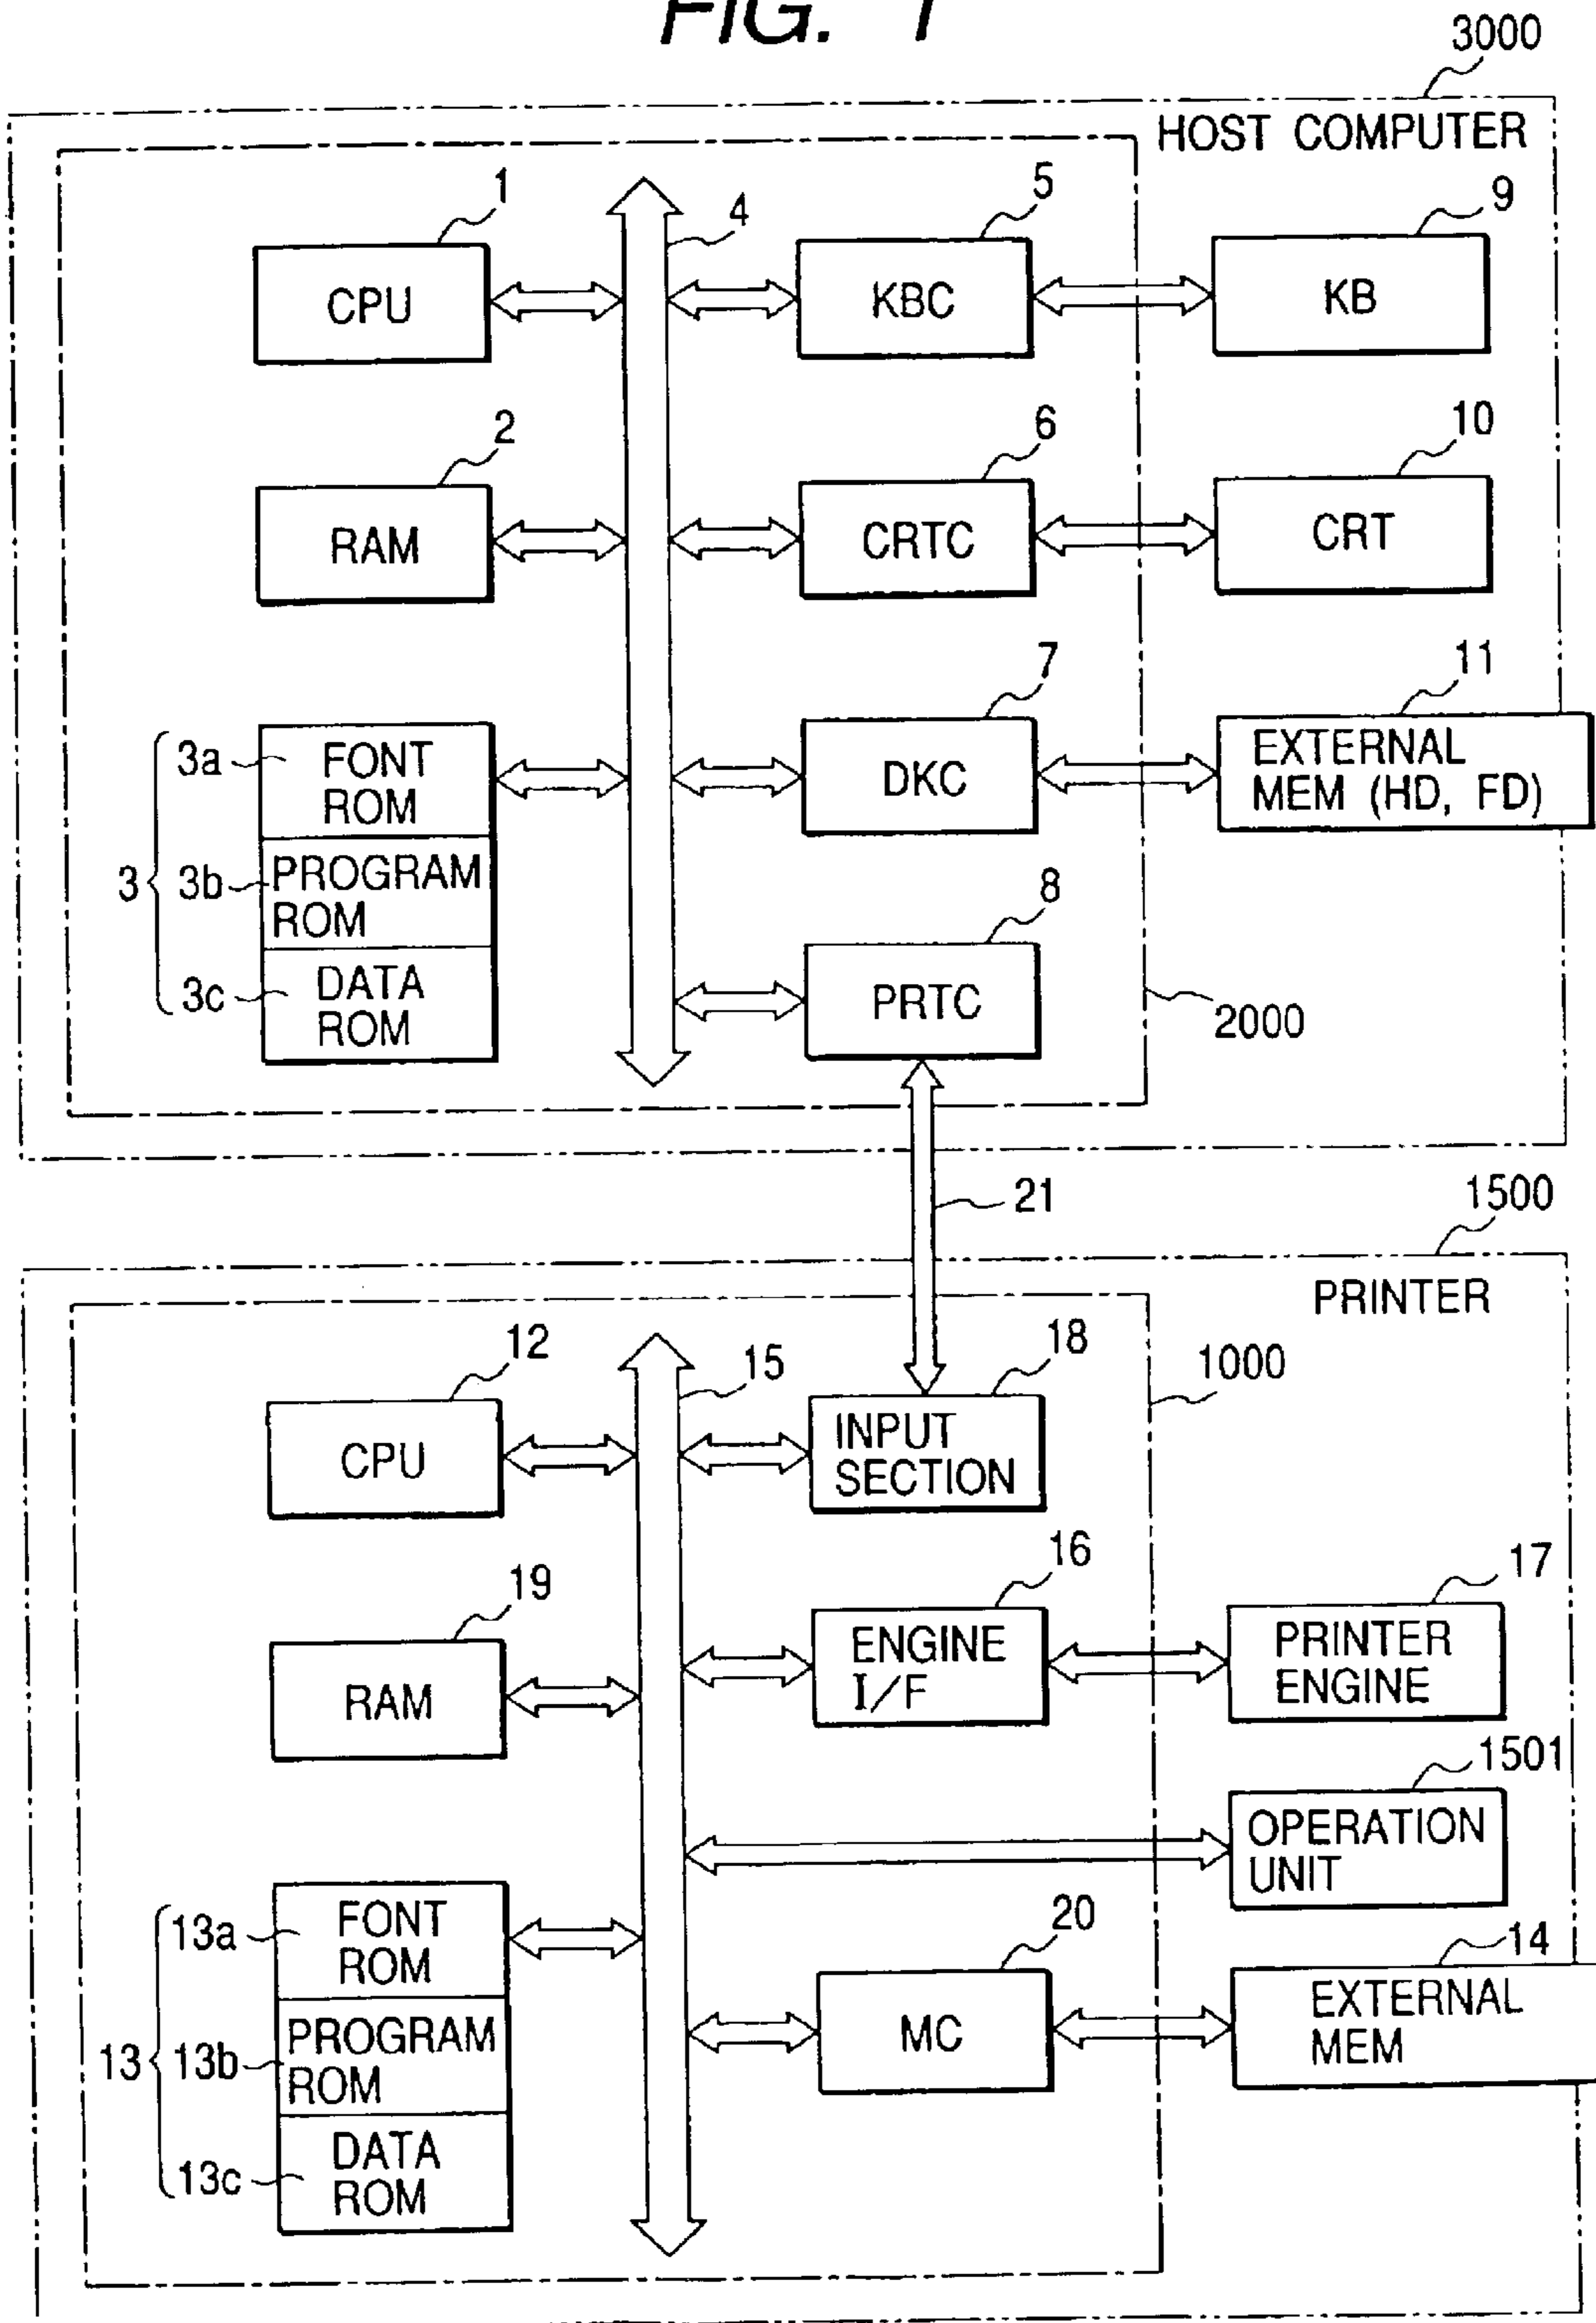 FIG. 1
3000
HOST COMPUTER
1
4
5
9
CPU
KBC
KB
2
6
10
RAM
CRTC
CRT
7
11
3a
FONT
ROM
DKC
EXTERNAL
MEM (HD, FD)
3
3b
PROGRAM
ROM
8
3c
DATA
ROM
PRTC
2000
21
1500
PRINTER
12
15
18
1000
CPU
INPUT
SECTION
19
16
17
RAM
ENGINE
I/F
PRINTER
ENGINE
1501
OPERATION
UNIT
13a
FONT
ROM
20
14
13
13b
PROGRAM
ROM
MC
EXTERNAL
MEM
13c
DATA
ROM